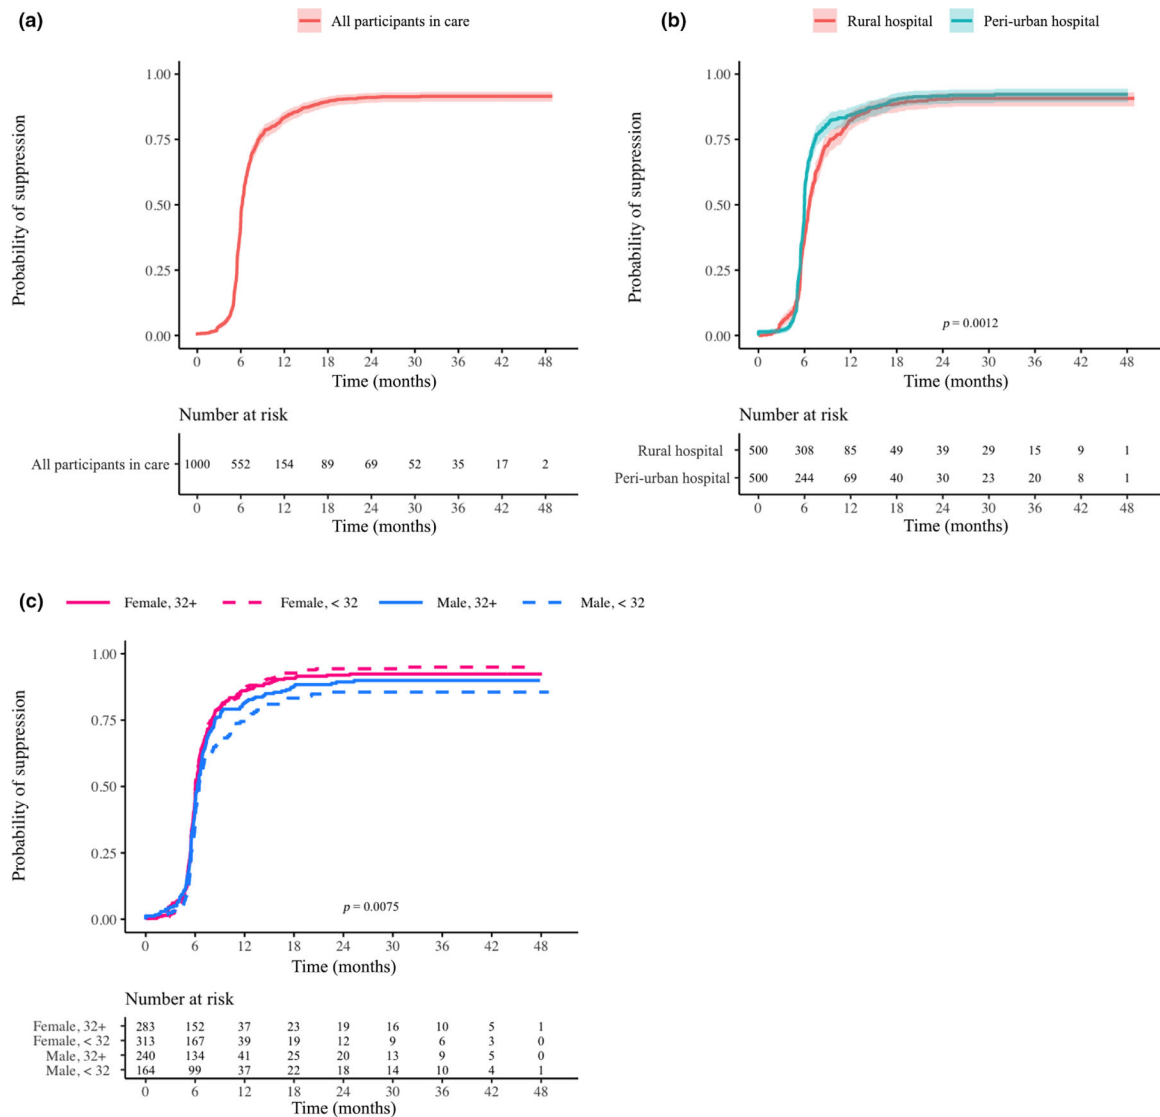 (a) All participants in care
1.00
0.75
0.50
0.25
0.00
Probability of suppression
0 6 12 18 24 30 36 42 48
Time (months)
Number at risk
All participants in care 1000 552 154 89 69 52 35 17 2
0 6 12 18 24 30 36 42 48
Time (months)
(b) Rural hospital Peri-urban hospital
1.00
0.75
0.50
0.25
0.00
Probability of suppression
p = 0.0012
0 6 12 18 24 30 36 42 48
Time (months)
Number at risk
Rural hospital 500 308 85 49 39 29 15 9 1
Peri-urban hospital 500 244 69 40 30 23 20 8 1
0 6 12 18 24 30 36 42 48
Time (months)
(c) Female, 32+ Female, < 32 Male, 32+ Male, < 32
1.00
0.75
0.50
0.25
0.00
Probability of suppression
p = 0.0075
0 6 12 18 24 30 36 42 48
Time (months)
Number at risk
Female, 32+ 283 152 37 23 19 16 10 5 1
Female, < 32 313 167 39 19 12 9 6 3 0
Male, 32+ 240 134 41 25 20 13 9 5 0
Male, < 32 164 99 37 22 18 14 10 4 1
0 6 12 18 24 30 36 42 48
Time (months)